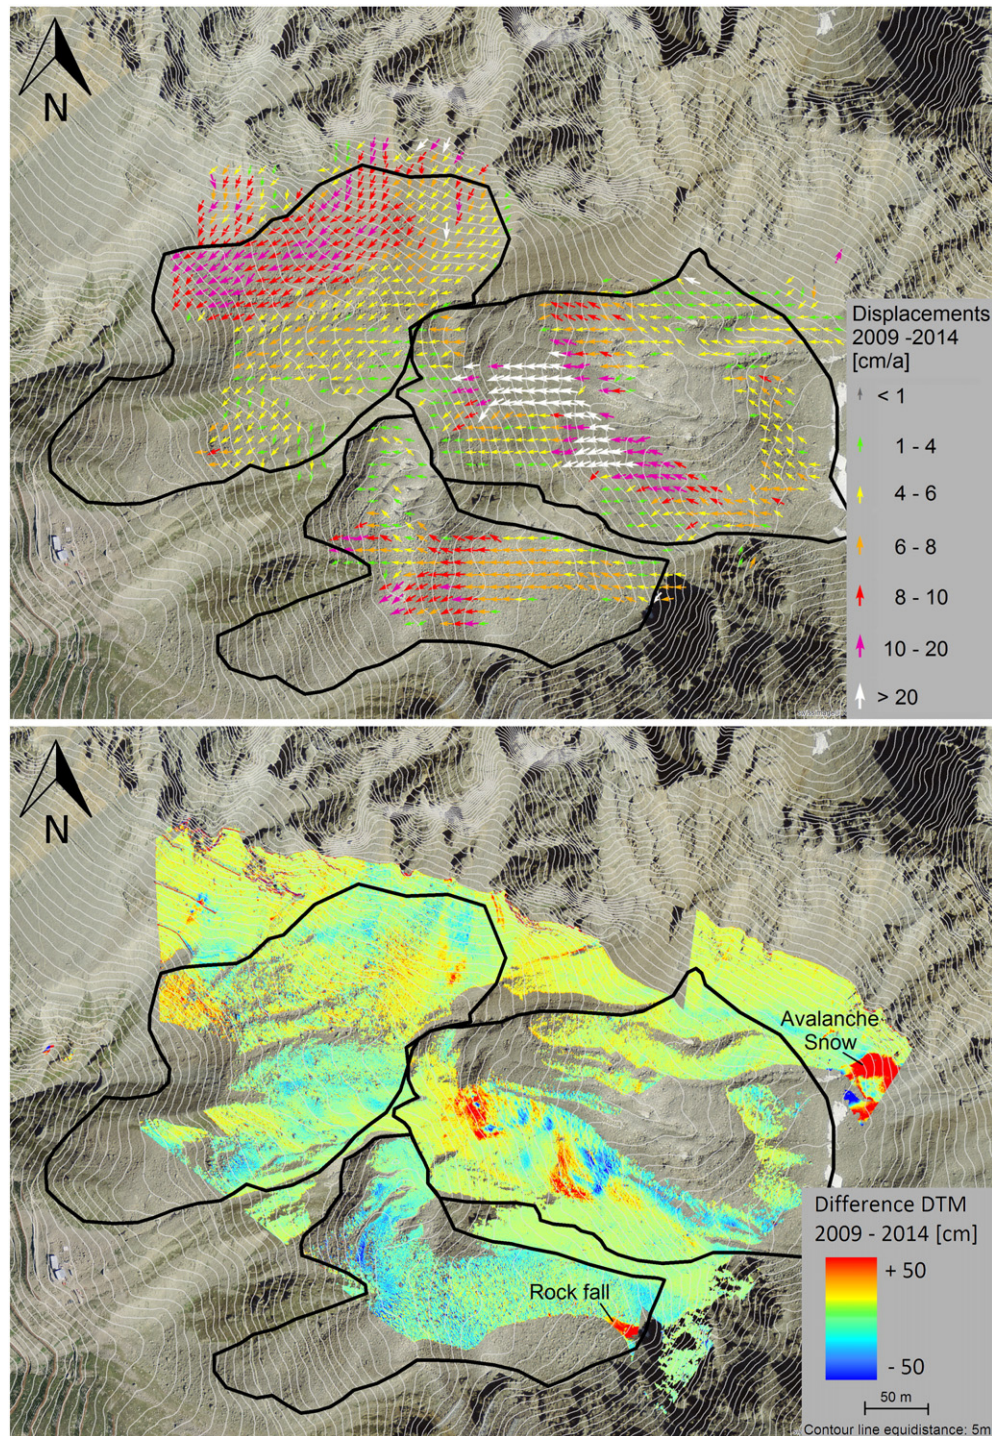 N
Displacements
2009 -2014
[cm/a]
< 1
1 - 4
4 - 6
6 - 8
8 - 10
10 - 20
> 20
N
Avalanche
Snow
Rock fall
Difference DTM
2009 - 2014 [cm]
+ 50
- 50
50 m
Contour line equidistance: 5m